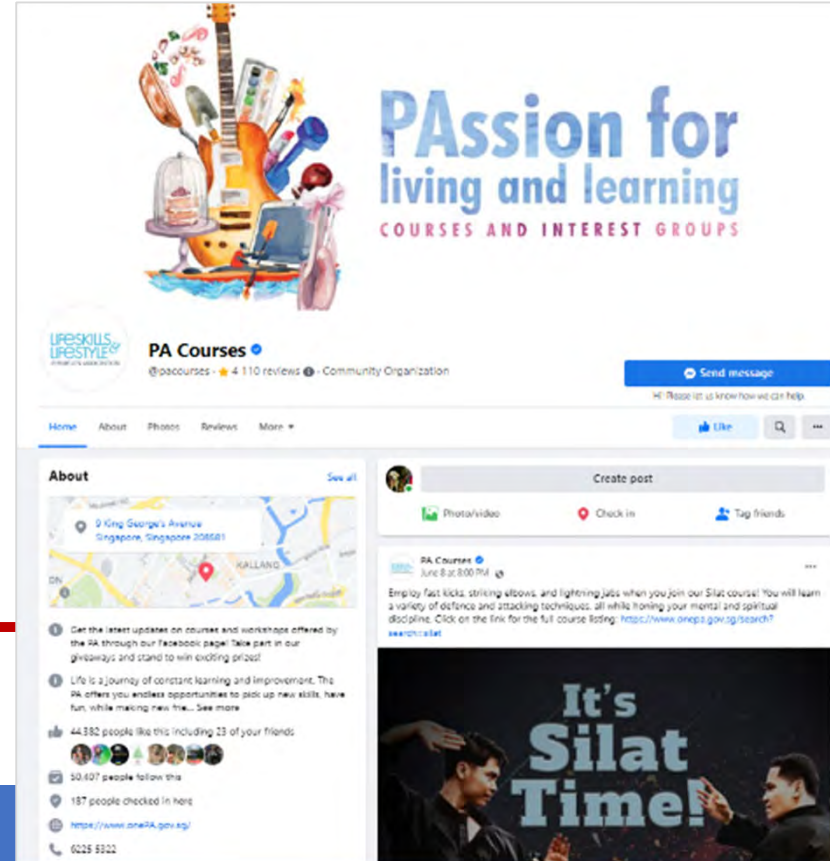 PAssion for
living and learning
COURSES AND INTEREST GROUPS
LIFESKILLS &
LIFESTYLE
PA Courses
@pacourses · 4.110 reviews · Community Organization
Send message
Hi! Please let us know how we can help.
Home About Photos Reviews More
Like
About
See all
9 King George's Avenue
Singapore, Singapore 208581
KALLANG
Get the latest updates on courses and workshops offered by
the PA through our Facebook page! Take part in our
giveaways and stand to win exciting prizes!
Life is a journey of constant learning and improvement. The
PA offers you endless opportunities to pick up new skills, have
fun, while making new frie... See more
44,382 people like this including 23 of your friends
50,407 people follow this
187 people checked in here
https://www.onePA.gov.sg/
6225 5322
Create post
Photo/video
Check in
Tag friends
PA Courses
June 8 at 8:00 PM
Employ fast kicks, striking elbows, and lightning jabs when you join our Silat course! You will learn
a variety of defence and attacking techniques, all while honing your mental and spiritual
discipline. Click on the link for the full course listing: https://www.onepa.gov.sg/search?
search=silat
It's
Silat
Time!